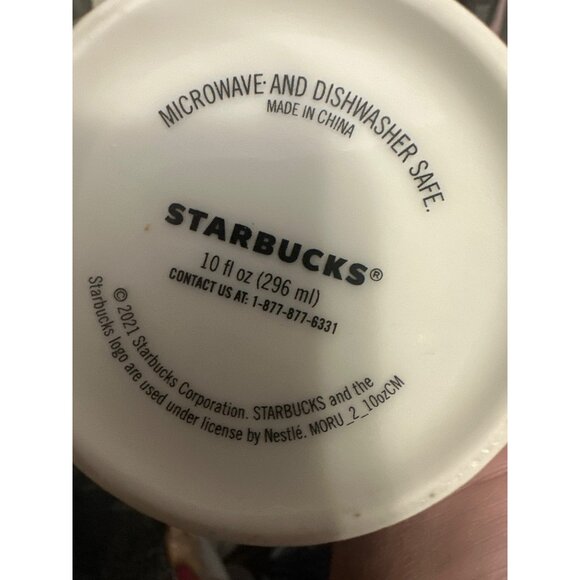 MICROWAVE- AND DISHWASHER SAFE.
MADE IN CHINA
STARBUCKS®
10 fl oz (296 ml)
CONTACT US AT: 1-877-877-6331
© 2021 Starbucks Corporation. STARBUCKS and the
Starbucks logo are used under license by Nestlé. MORU_2_10ozCM